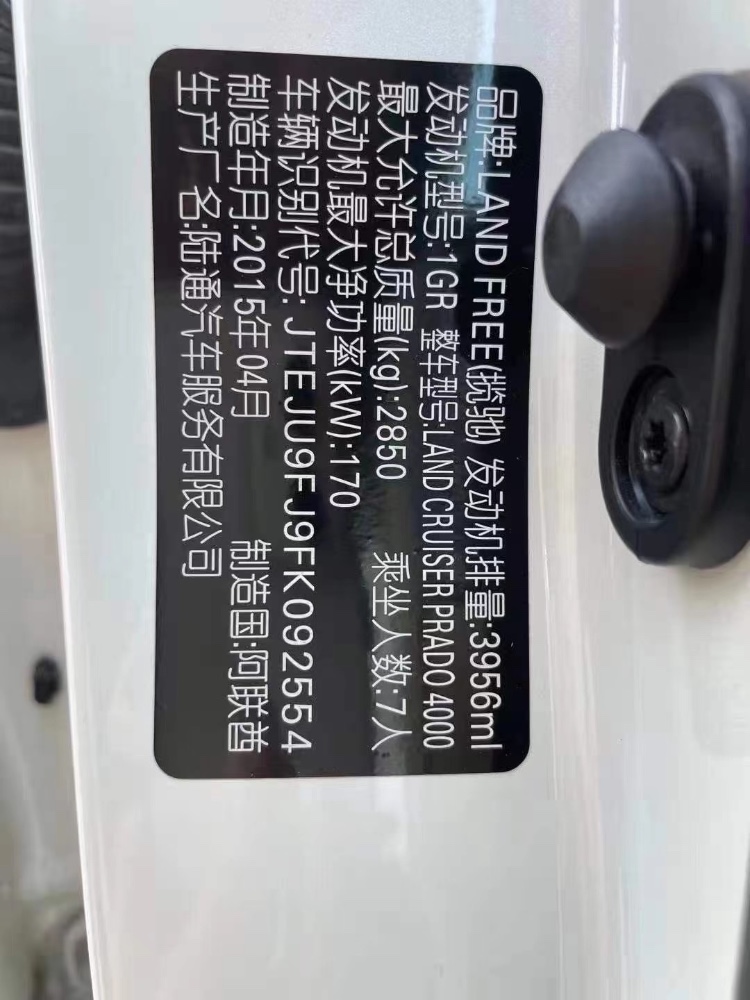 品牌:LAND FREE(揽驰) 发动机排量:3956ml
发动机型号:1GR 整车型号:LAND CRUISER PRADO 4000
最大允许总质量(kg):2850 乘坐人数:7人
发动机最大净功率(kW):170
车辆识别代号:JTEJU9FJ9FK092554
制造年月:2015年04月 制造国:阿联酋
生产厂名:陆通汽车服务有限公司